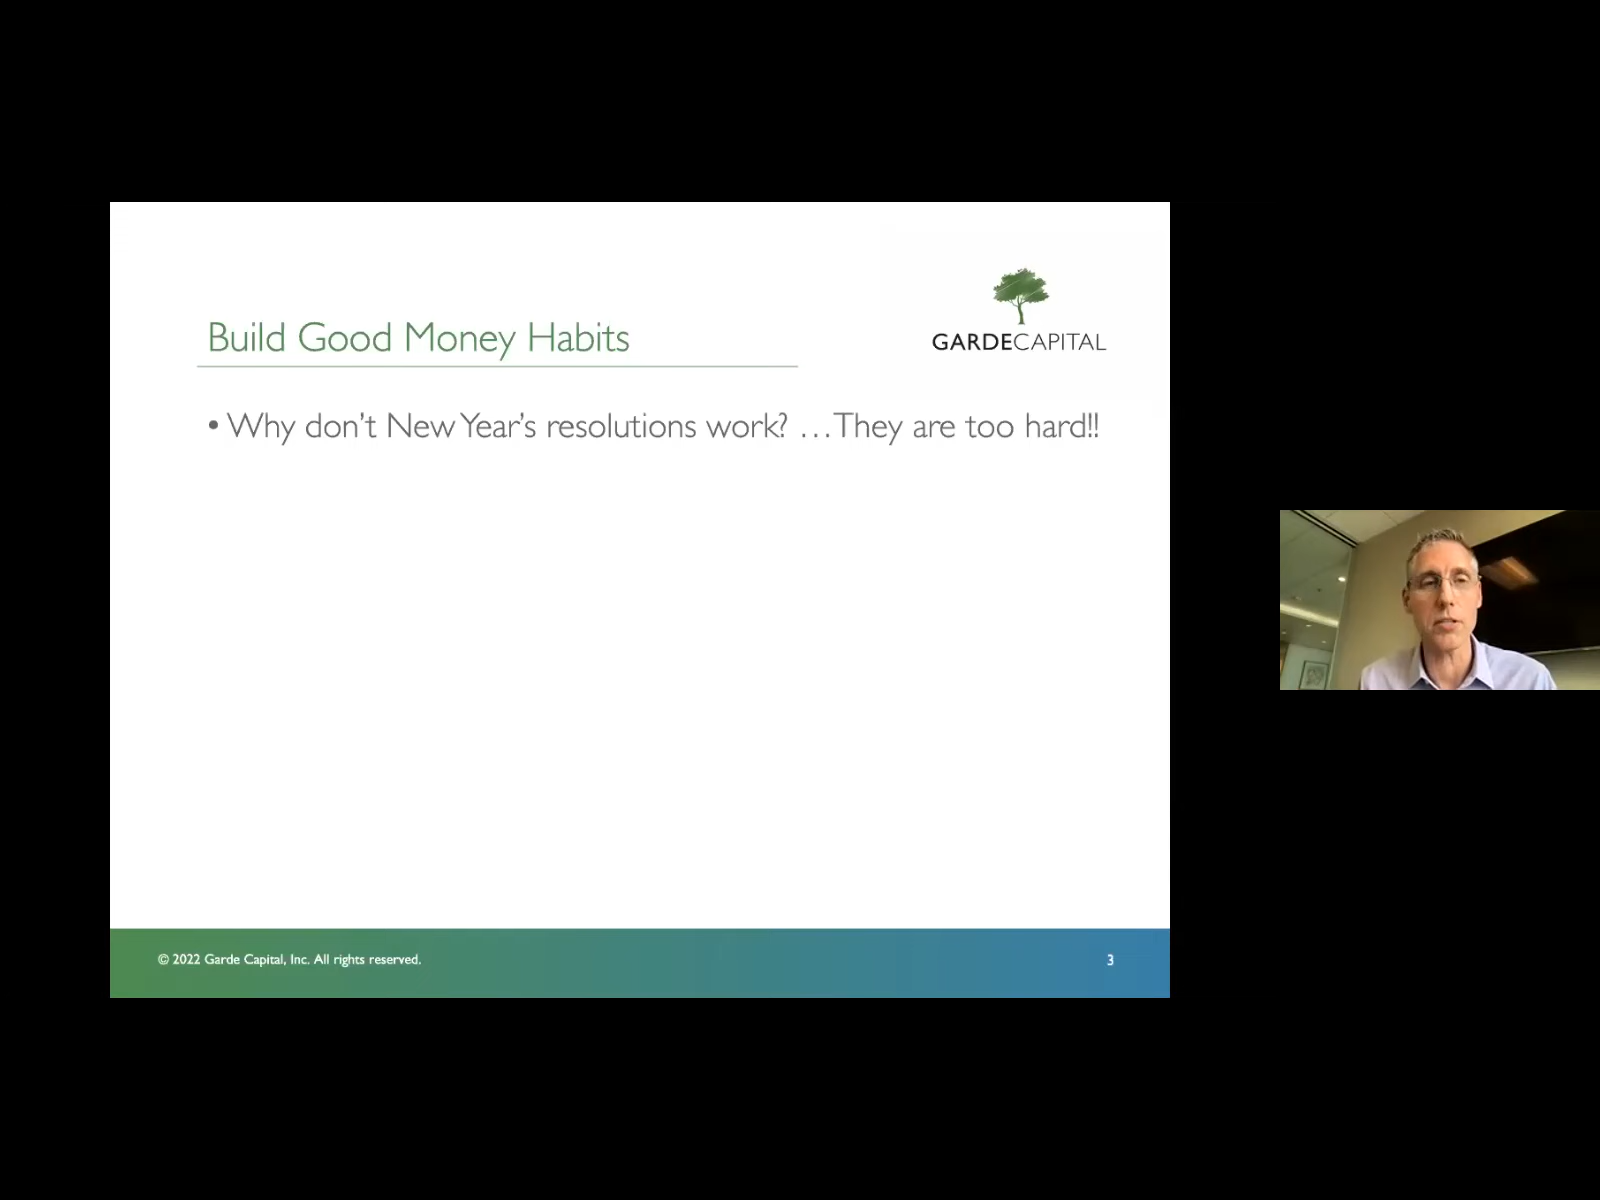 GARDECAPITAL
Build Good Money Habits
• Why don’t New Year’s resolutions work? …They are too hard!!
© 2022 Garde Capital, Inc. All rights reserved.
3